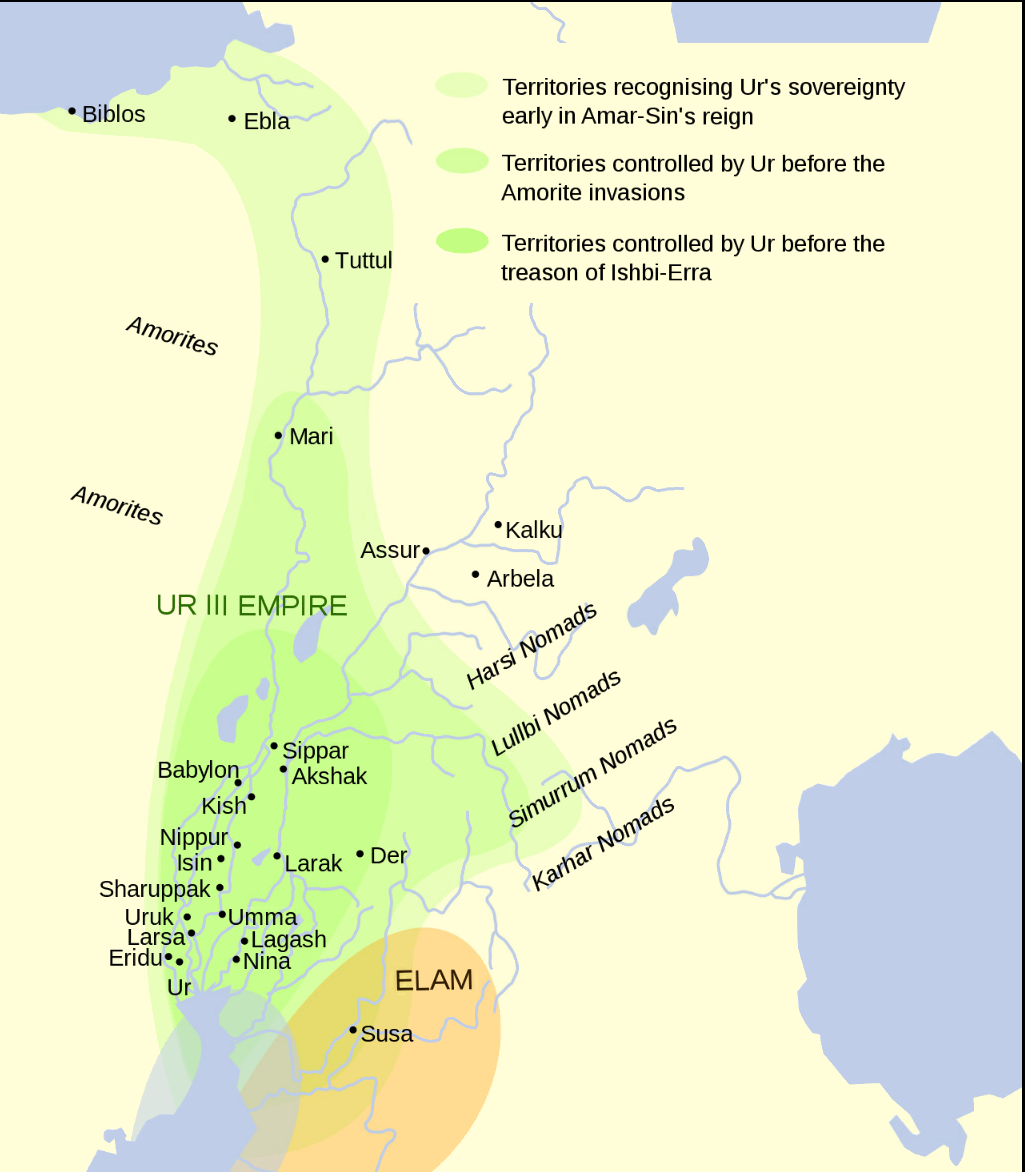 Biblos
Ebla
Territories recognising Ur's sovereignty
early in Amar-Sin's reign
Territories controlled by Ur before the
Amorite invasions
Territories controlled by Ur before the
treason of Ishbi-Erra
Tuttul
Amorites
Mari
Amorites
Kalku
Assur
Arbela
UR III EMPIRE
Harsi Nomads
Lullbi Nomads
Simurrum Nomads
Karhar Nomads
Sippar
Babylon
Akshak
Kish
Nippur
Isin
Larak
Der
Sharuppak
Uruk
Umma
Larsa
Lagash
Eridu
Nina
Ur
ELAM
Susa